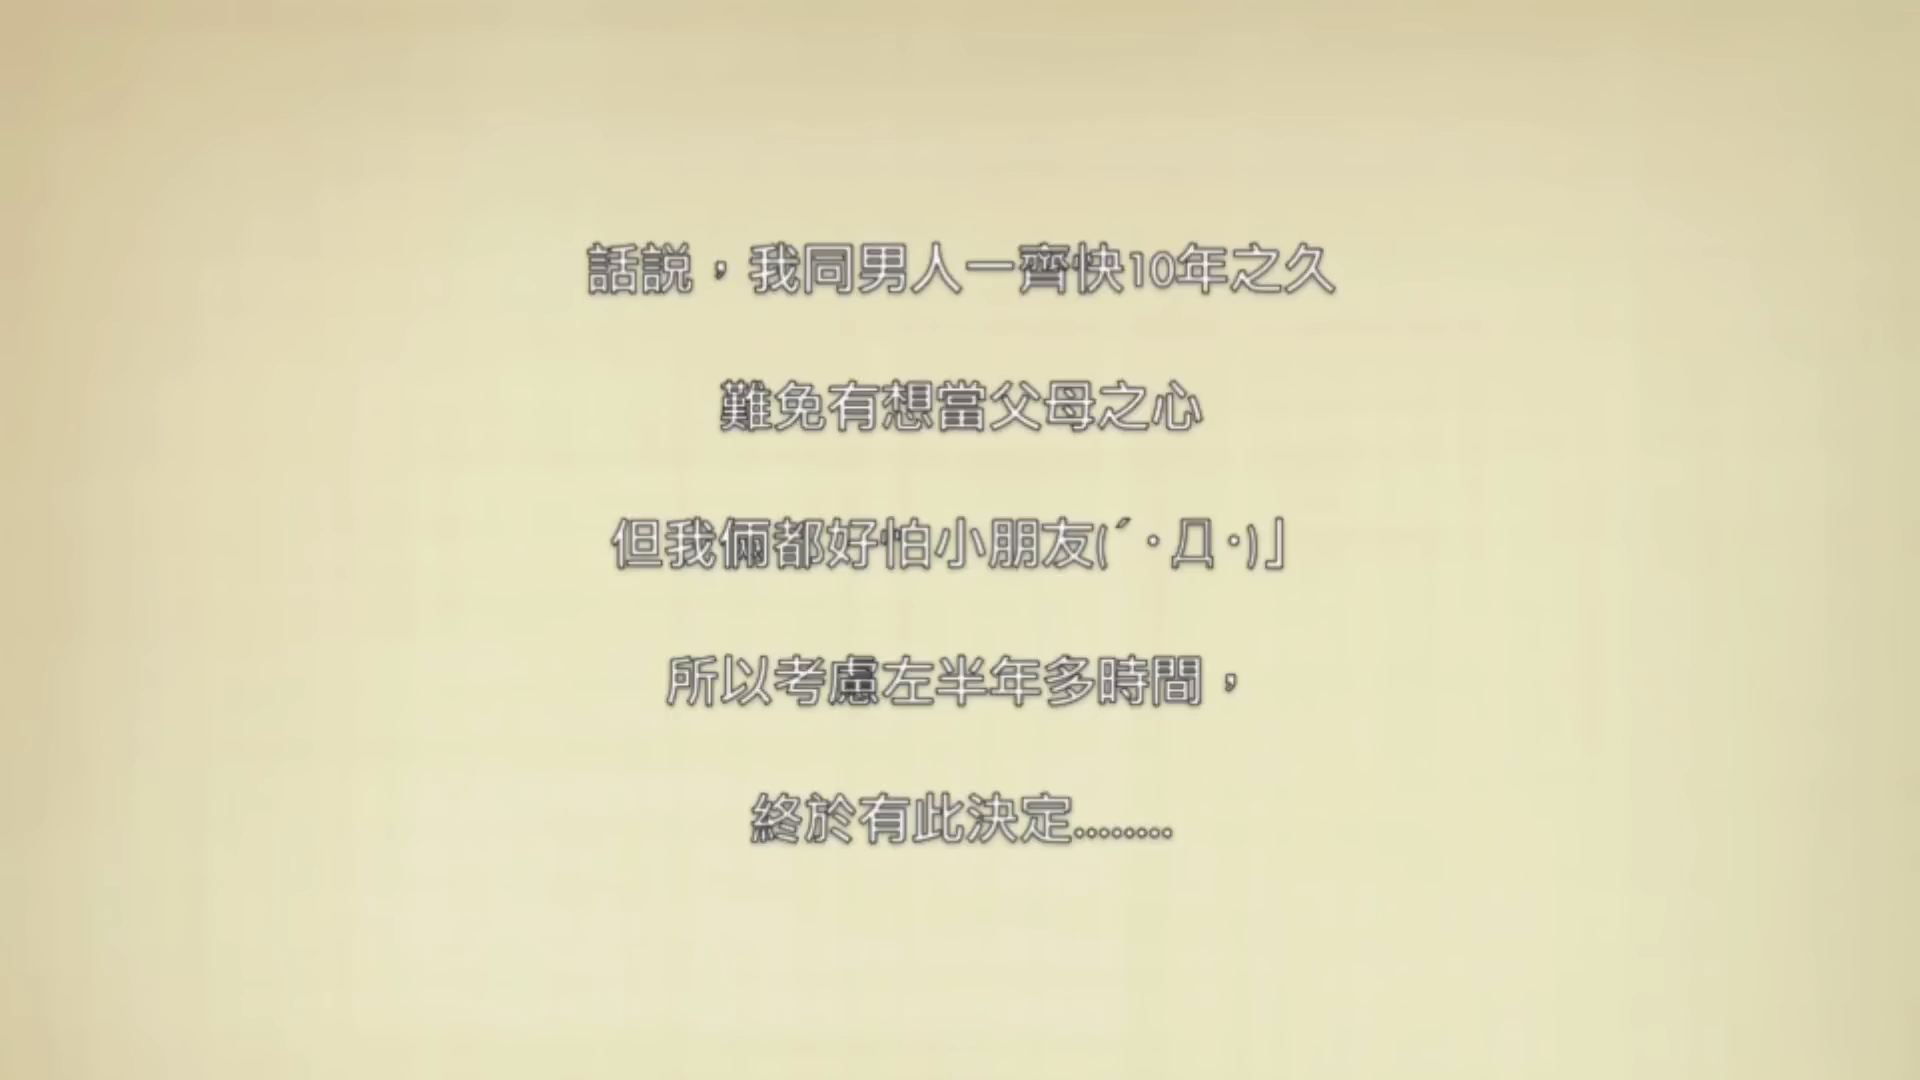 話説，我同男人一齊快10年之久
難免有想當父母之心
但我倆都好怕小朋友(´･Д･)｣
所以考慮左半年多時間，
終於有此決定........